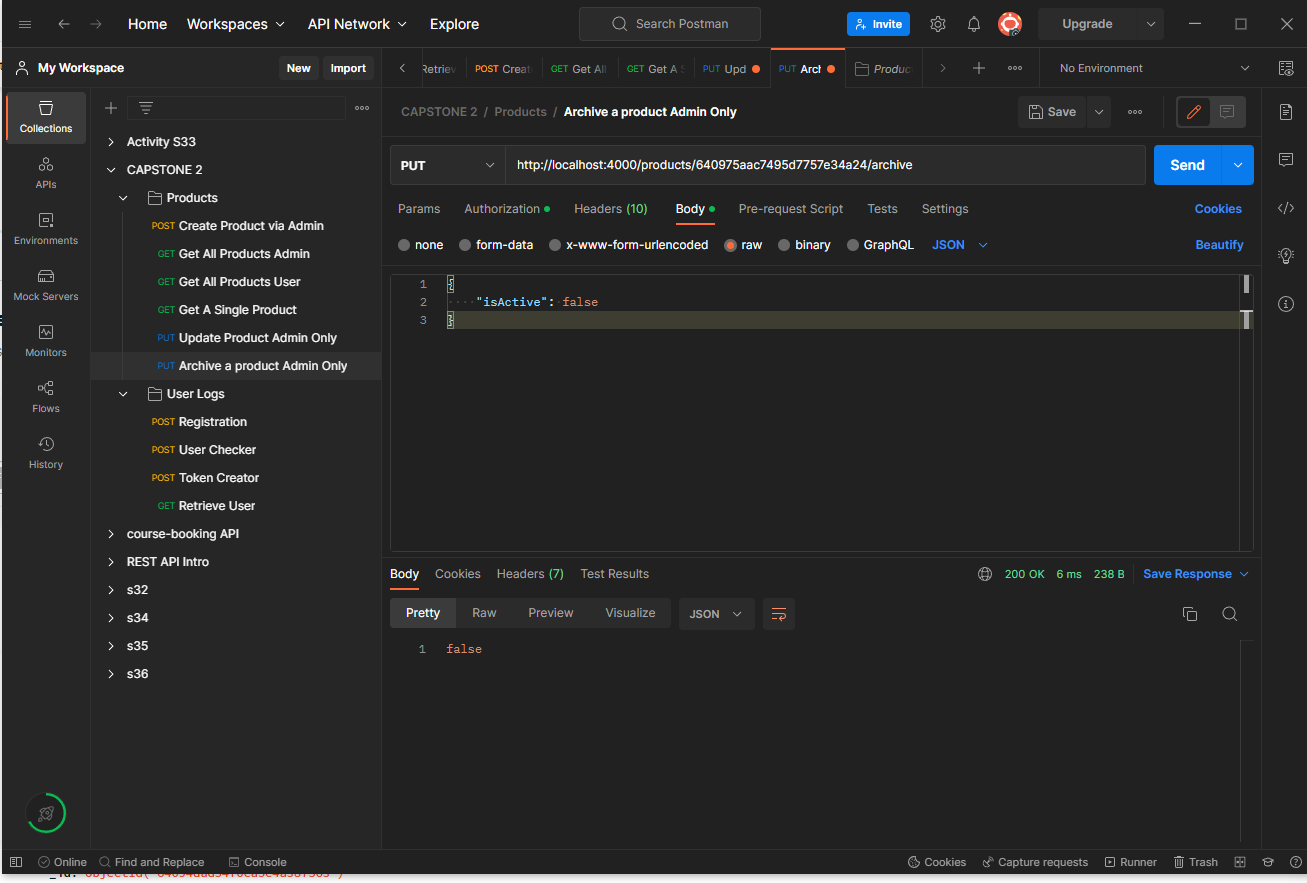 Home Workspaces API Network Explore Search Postman Invite Upgrade
My Workspace New Import Retriev POST Creat GET Get All GET Get A S PUT Upd PUT Arch Produc No Environment
Collections
APIs
Environments
Mock Servers
Monitors
Flows
History
Activity S33
CAPSTONE 2
Products
POST Create Product via Admin
GET Get All Products Admin
GET Get All Products User
GET Get A Single Product
PUT Update Product Admin Only
PUT Archive a product Admin Only
User Logs
POST Registration
POST User Checker
POST Token Creator
GET Retrieve User
course-booking API
REST API Intro
s32
s34
s35
s36
CAPSTONE 2 / Products / Archive a product Admin Only Save
PUT http://localhost:4000/products/640975aac7495d7757e34a24/archive Send
Params Authorization Headers (10) Body Pre-request Script Tests Settings Cookies
none form-data x-www-form-urlencoded raw binary GraphQL JSON Beautify
1 {
2 "isActive": false
3 }
Body Cookies Headers (7) Test Results 200 OK 6 ms 238 B Save Response
Pretty Raw Preview Visualize JSON
1 false
Online Find and Replace Console Cookies Capture requests Runner Trash